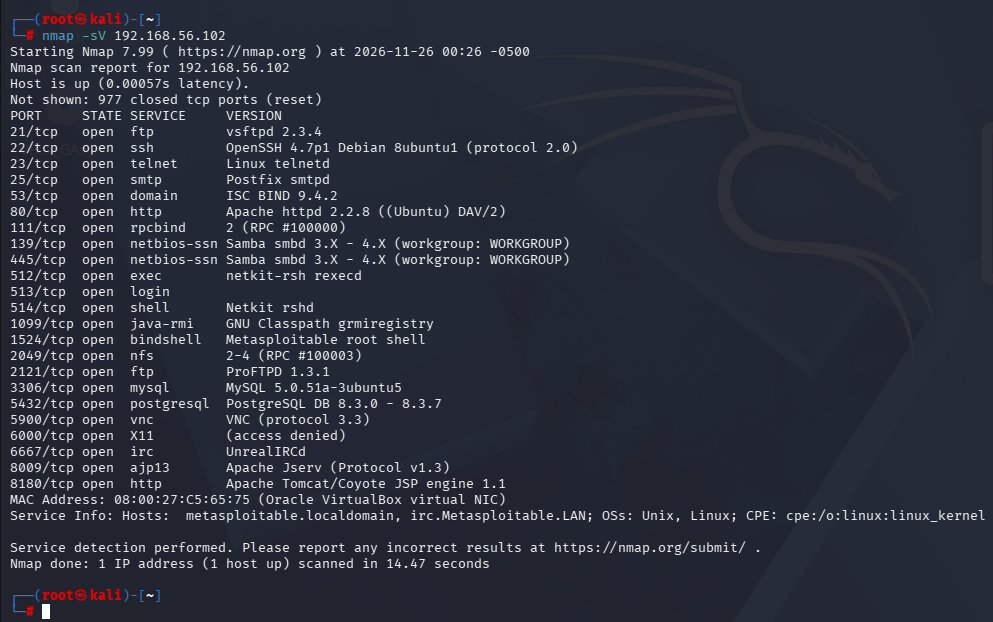 ┌──(root㉿kali)-[~]
└─# nmap -sV 192.168.56.102
Starting Nmap 7.99 ( https://nmap.org ) at 2026-11-26 00:26 -0500
Nmap scan report for 192.168.56.102
Host is up (0.00057s latency).
Not shown: 977 closed tcp ports (reset)
PORT     STATE SERVICE     VERSION
21/tcp   open  ftp         vsftpd 2.3.4
22/tcp   open  ssh         OpenSSH 4.7p1 Debian 8ubuntu1 (protocol 2.0)
23/tcp   open  telnet      Linux telnetd
25/tcp   open  smtp        Postfix smtpd
53/tcp   open  domain      ISC BIND 9.4.2
80/tcp   open  http        Apache httpd 2.2.8 ((Ubuntu) DAV/2)
111/tcp  open  rpcbind     2 (RPC #100000)
139/tcp  open  netbios-ssn Samba smbd 3.X - 4.X (workgroup: WORKGROUP)
445/tcp  open  netbios-ssn Samba smbd 3.X - 4.X (workgroup: WORKGROUP)
512/tcp  open  exec        netkit-rsh rexecd
513/tcp  open  login
514/tcp  open  shell       Netkit rshd
1099/tcp open  java-rmi    GNU Classpath grmiregistry
1524/tcp open  bindshell   Metasploitable root shell
2049/tcp open  nfs         2-4 (RPC #100003)
2121/tcp open  ftp         ProFTPD 1.3.1
3306/tcp open  mysql       MySQL 5.0.51a-3ubuntu5
5432/tcp open  postgresql  PostgreSQL DB 8.3.0 - 8.3.7
5900/tcp open  vnc         VNC (protocol 3.3)
6000/tcp open  X11         (access denied)
6667/tcp open  irc         UnrealIRCd
8009/tcp open  ajp13       Apache Jserv (Protocol v1.3)
8180/tcp open  http        Apache Tomcat/Coyote JSP engine 1.1
MAC Address: 08:00:27:C5:65:75 (Oracle VirtualBox virtual NIC)
Service Info: Hosts:  metasploitable.localdomain, irc.Metasploitable.LAN; OSs: Unix, Linux; CPE: cpe:/o:linux:linux_kernel

Service detection performed. Please report any incorrect results at https://nmap.org/submit/ .
Nmap done: 1 IP address (1 host up) scanned in 14.47 seconds

┌──(root㉿kali)-[~]
└─#